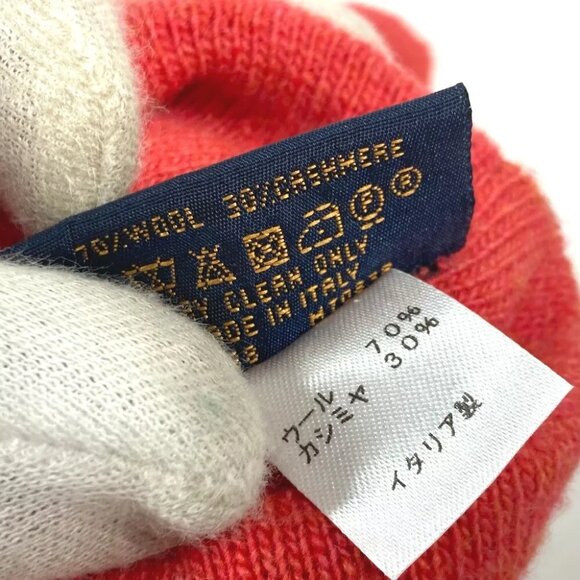 70%WOOL 30%CASHMERE
DRY CLEAN ONLY
MADE IN ITALY
ウール 70%
カシミヤ 30%
イタリア製